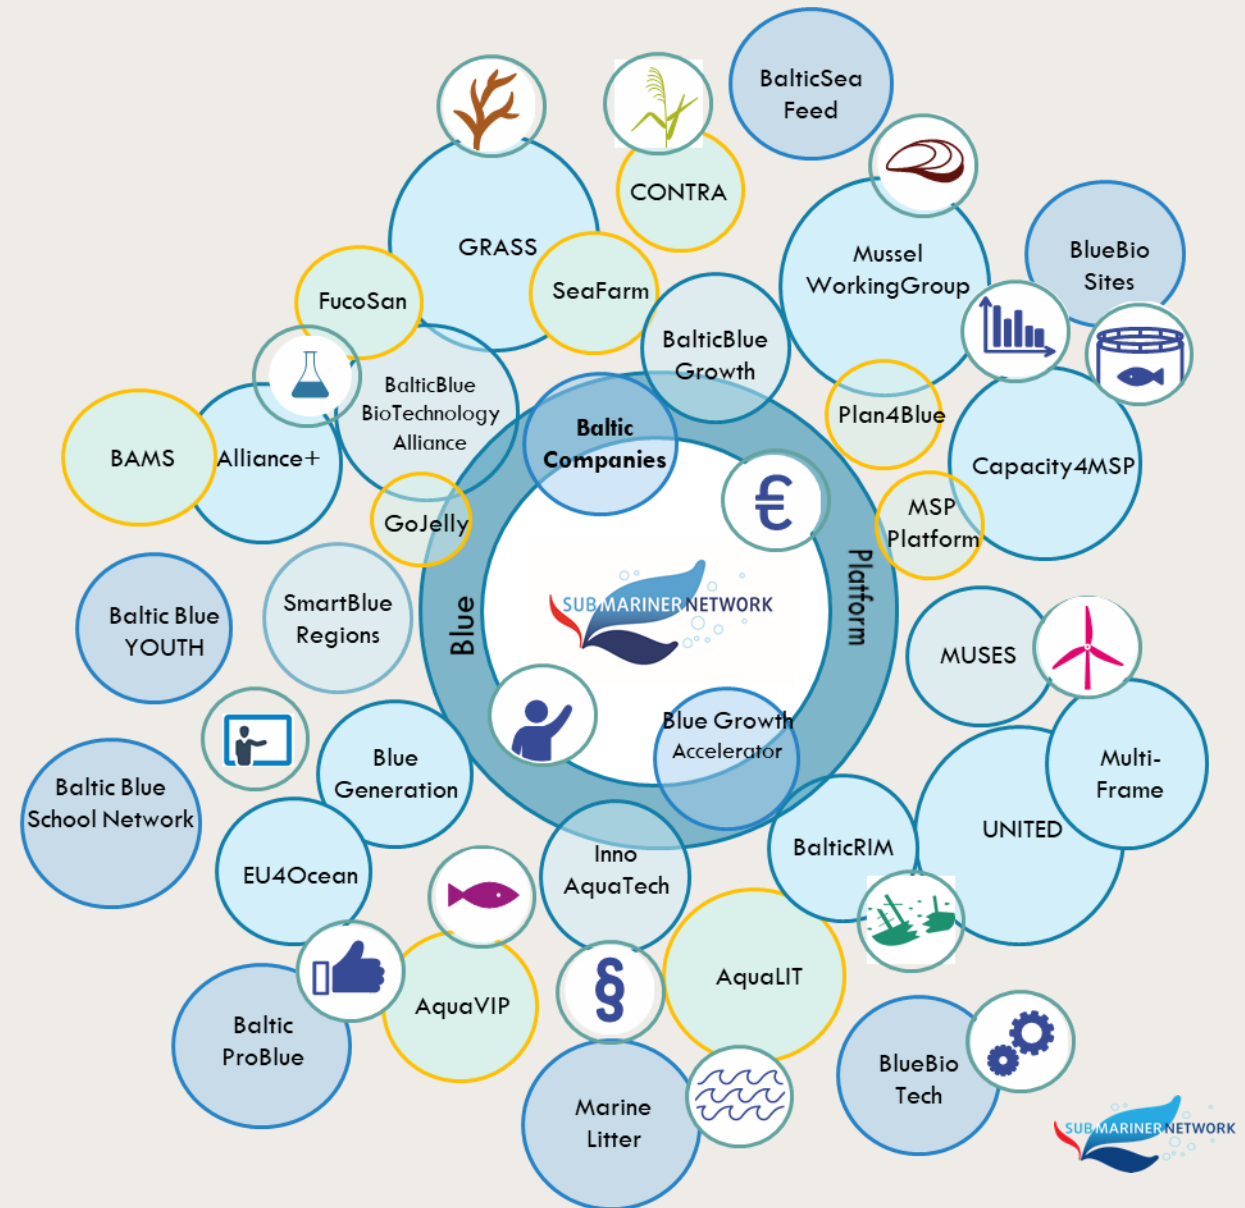 BalticSea
Feed
CONTRA
GRASS
Mussel
WorkingGroup
BlueBio
Sites
FucoSan
SeaFarm
BalticBlue
Growth
BalticBlue
BioTechnology
Alliance
Plan4Blue
BAMS
Alliance+
Baltic
Companies
Capacity4MSP
GoJelly
MSP
Platform
€
Baltic Blue
YOUTH
SmartBlue
Regions
Blue
SUBMARINER NETWORK
Platform
MUSES
Blue Growth
Accelerator
Blue
Generation
Multi-
Frame
Baltic Blue
School Network
UNITED
EU4Ocean
Inno
AquaTech
BalticRIM
AquaVIP
§
AquaLIT
Baltic
ProBlue
BlueBio
Tech
Marine
Litter
SUBMARINER NETWORK